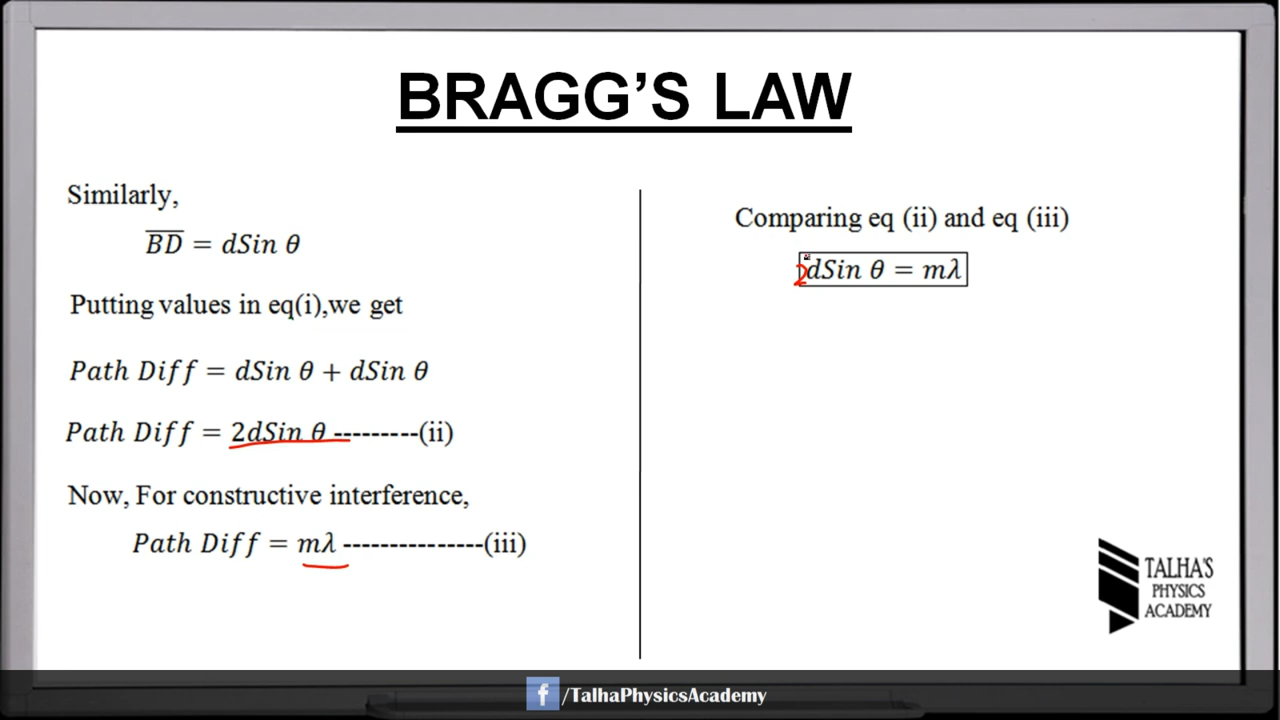 BRAGG’S LAW
Similarly,
B̅D̅ = dSin θ
Putting values in eq(i),we get
Path Diff = dSin θ + dSin θ
Path Diff = 2dSin θ ---------(ii)
Now, For constructive interference,
Path Diff = mλ ---------------(iii)
Comparing eq (ii) and eq (iii)
2dSin θ = mλ
TALHA'S
PHYSICS
ACADEMY
f /TalhaPhysicsAcademy